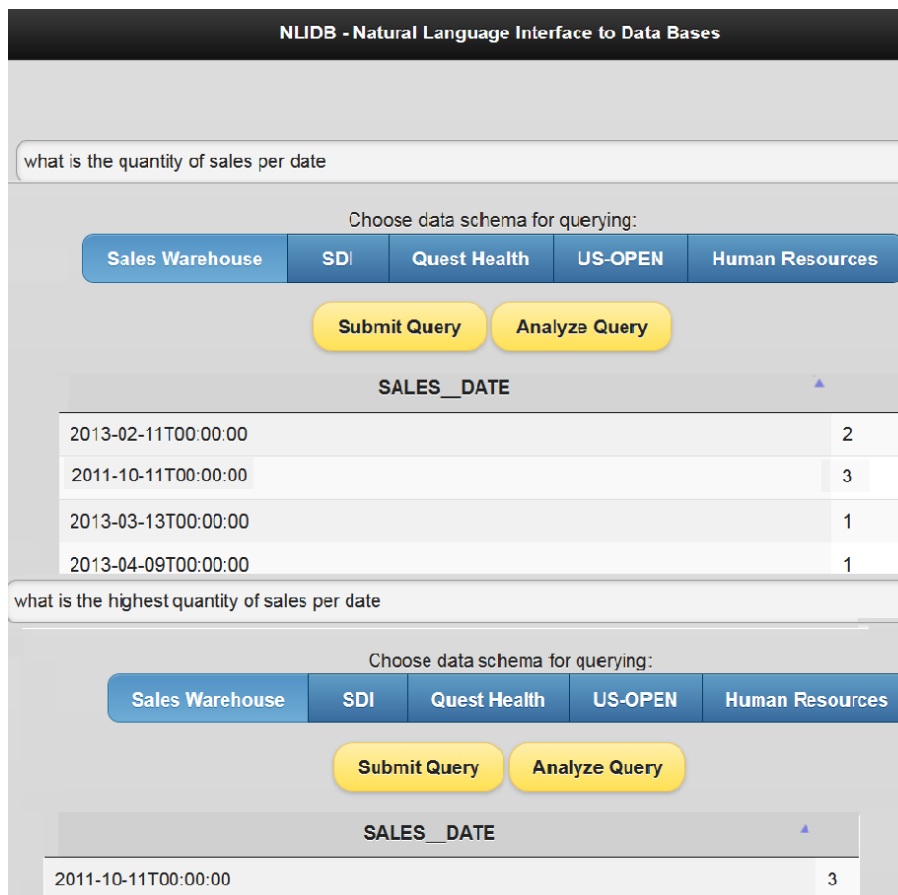 NLIDB - Natural Language Interface to Data Bases
what is the quantity of sales per date
Choose data schema for querying:
Sales Warehouse SDI Quest Health US-OPEN Human Resources
Submit Query Analyze Query
SALES__DATE
2013-02-11T00:00:00 2
2011-10-11T00:00:00 3
2013-03-13T00:00:00 1
2013-04-09T00:00:00 1
what is the highest quantity of sales per date
Choose data schema for querying:
Sales Warehouse SDI Quest Health US-OPEN Human Resources
Submit Query Analyze Query
SALES__DATE
2011-10-11T00:00:00 3